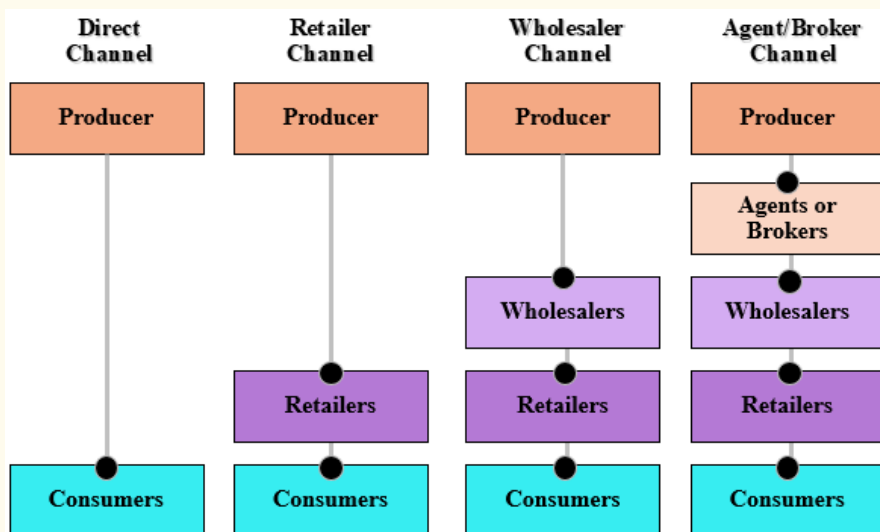 Direct
Channel
Retailer
Channel
Wholesaler
Channel
Agent/Broker
Channel
Producer
Producer
Producer
Producer
Agents or
Brokers
Wholesalers
Wholesalers
Retailers
Retailers
Retailers
Consumers
Consumers
Consumers
Consumers